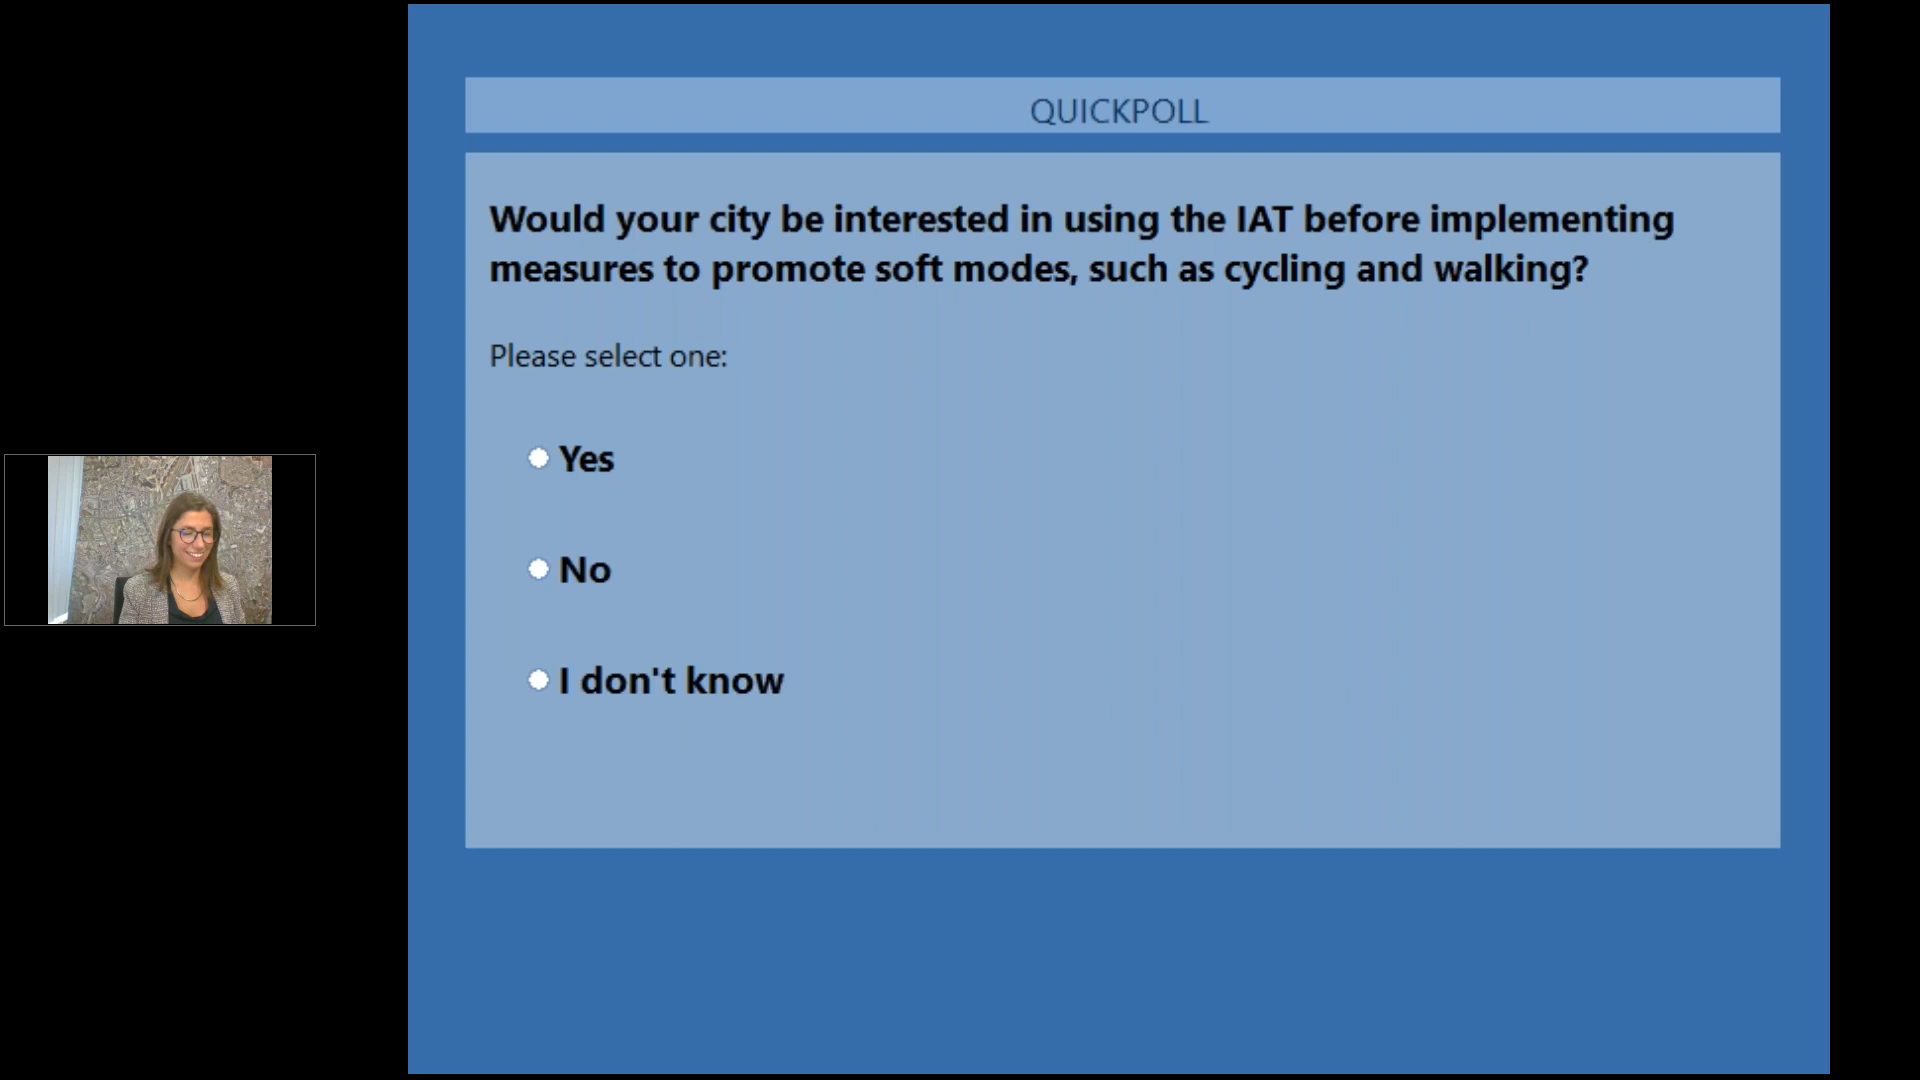 QUICKPOLL
Would your city be interested in using the IAT before implementing
measures to promote soft modes, such as cycling and walking?
Please select one:
Yes
No
I don't know